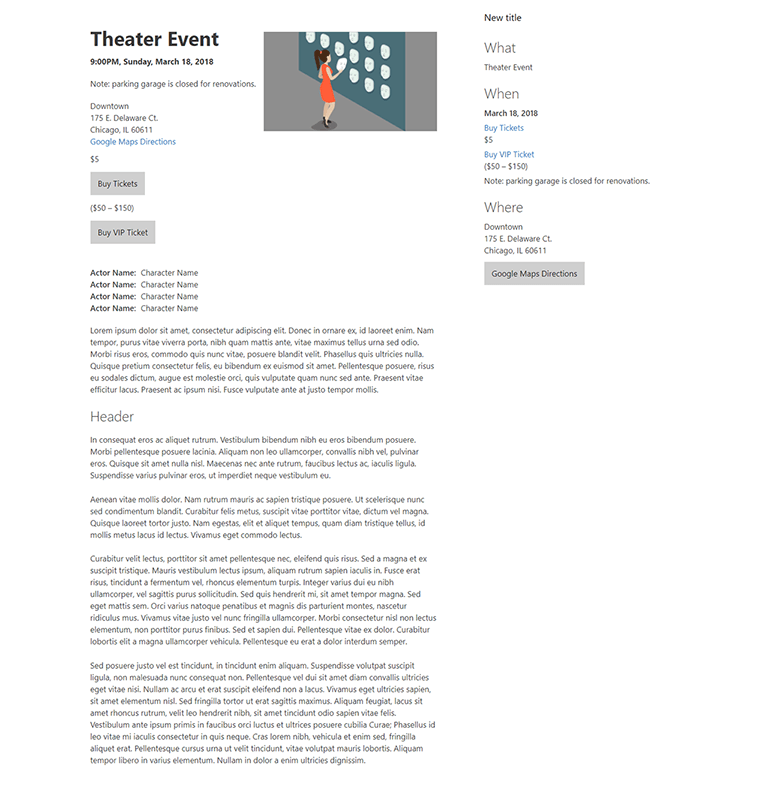 Theater Event
9:00PM, Sunday, March 18, 2018
Note: parking garage is closed for renovations.
Downtown
175 E. Delaware Ct.
Chicago, IL 60611
Google Maps Directions
$5
Buy Tickets
($50 – $150)
Buy VIP Ticket
Actor Name: Character Name
Actor Name: Character Name
Actor Name: Character Name
Actor Name: Character Name
Lorem ipsum dolor sit amet, consectetur adipiscing elit. Donec in ornare ex, id laoreet enim. Nam
tempor, purus vitae viverra porta, nibh quam mattis ante, vitae maximus tellus urna sed odio.
Morbi risus eros, commodo quis nunc vitae, posuere blandit velit. Phasellus quis ultricies nulla.
Quisque pretium consectetur felis, eu bibendum ex euismod sit amet. Pellentesque posuere, risus
eu sodales dictum, augue est molestie orci, quis vulputate quam nunc sed ante. Praesent vitae
efficitur lacus. Praesent ac ipsum nisi. Fusce vulputate ante at justo tempor mollis.
Header
In consequat eros ac aliquet rutrum. Vestibulum bibendum nibh eu eros bibendum posuere.
Morbi pellentesque posuere lacinia. Aliquam non leo ullamcorper, convallis nibh vel, pulvinar
eros. Quisque sit amet nulla nisl. Maecenas nec ante rutrum, faucibus lectus ac, iaculis ligula.
Suspendisse varius pulvinar eros, ut imperdiet neque vestibulum eu.
Aenean vitae mollis dolor. Nam rutrum mauris ac sapien tristique posuere. Ut scelerisque nunc
sed condimentum blandit. Curabitur felis metus, suscipit vitae porttitor vitae, dictum vel magna.
Quisque laoreet tortor justo. Nam egestas, elit et aliquet tempus, quam diam tristique tellus, id
mollis metus lacus id lectus. Vivamus eget commodo lectus.
Curabitur velit lectus, porttitor sit amet pellentesque nec, eleifend quis risus. Sed a magna et ex
suscipit tristique. Mauris vestibulum lectus ipsum, aliquam rutrum sapien iaculis in. Fusce erat
risus, tincidunt a fermentum vel, rhoncus elementum turpis. Integer varius dui eu nibh
ullamcorper, vel sagittis purus sollicitudin. Sed quis hendrerit mi, sit amet tempor magna. Sed
eget mattis sem. Orci varius natoque penatibus et magnis dis parturient montes, nascetur
ridiculus mus. Vivamus vitae justo vel nunc fringilla ullamcorper. Morbi consectetur nisl non lectus
elementum, non porttitor purus finibus. Sed et sapien dui. Pellentesque vitae ex dolor. Curabitur
lobortis elit a magna ullamcorper vehicula. Pellentesque eu erat a dolor interdum semper.
Sed posuere justo vel est tincidunt, in tincidunt enim aliquam. Suspendisse volutpat suscipit
ligula, non malesuada nunc consequat non. Pellentesque vel dui sit amet diam convallis ultricies
eget vitae nisi. Nullam ac arcu et erat suscipit eleifend non a lacus. Vivamus eget ultricies sapien,
sit amet elementum nisl. Sed fringilla tortor ut erat sagittis maximus. Aliquam feugiat, lacus sit
amet rhoncus rutrum, velit leo hendrerit nibh, sit amet tincidunt odio sapien vitae felis.
Vestibulum ante ipsum primis in faucibus orci luctus et ultrices posuere cubilia Curae; Phasellus id
leo vitae mi iaculis consectetur in quis neque. Cras lorem nibh, vehicula et enim sed, fringilla
aliquet erat. Pellentesque cursus urna ut velit tincidunt, vitae volutpat mauris lobortis. Aliquam
tempor libero in varius elementum. Nullam in dolor a enim ultricies dignissim.
New title
What
Theater Event
When
March 18, 2018
Buy Tickets
$5
Buy VIP Ticket
($50 – $150)
Note: parking garage is closed for renovations.
Where
Downtown
175 E. Delaware Ct.
Chicago, IL 60611
Google Maps Directions